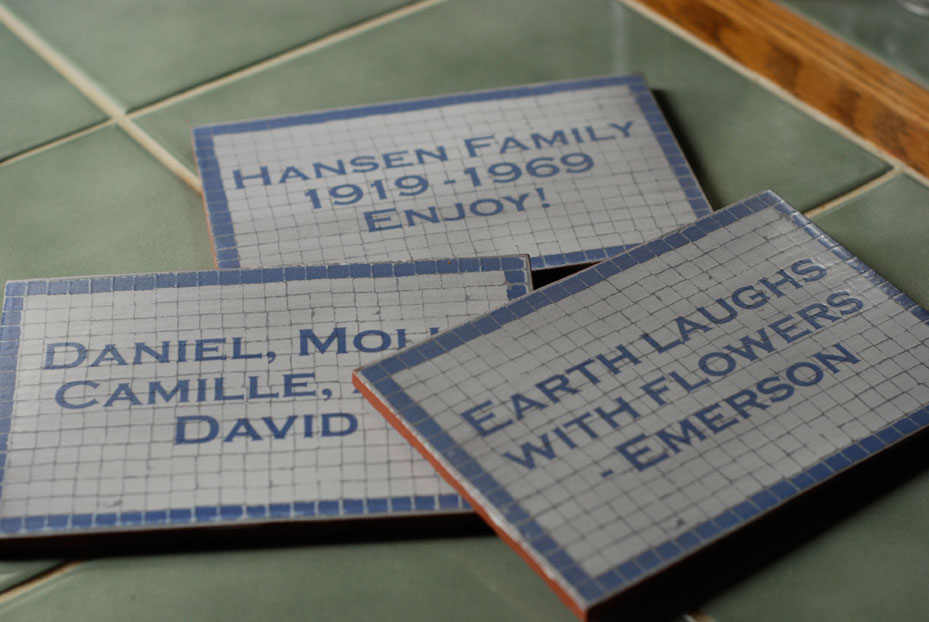 HANSEN FAMILY
1919 - 1969
ENJOY!
DANIEL,
CAMILLE,
DAVID
EARTH LAUGHS
WITH FLOWERS
- EMERSON